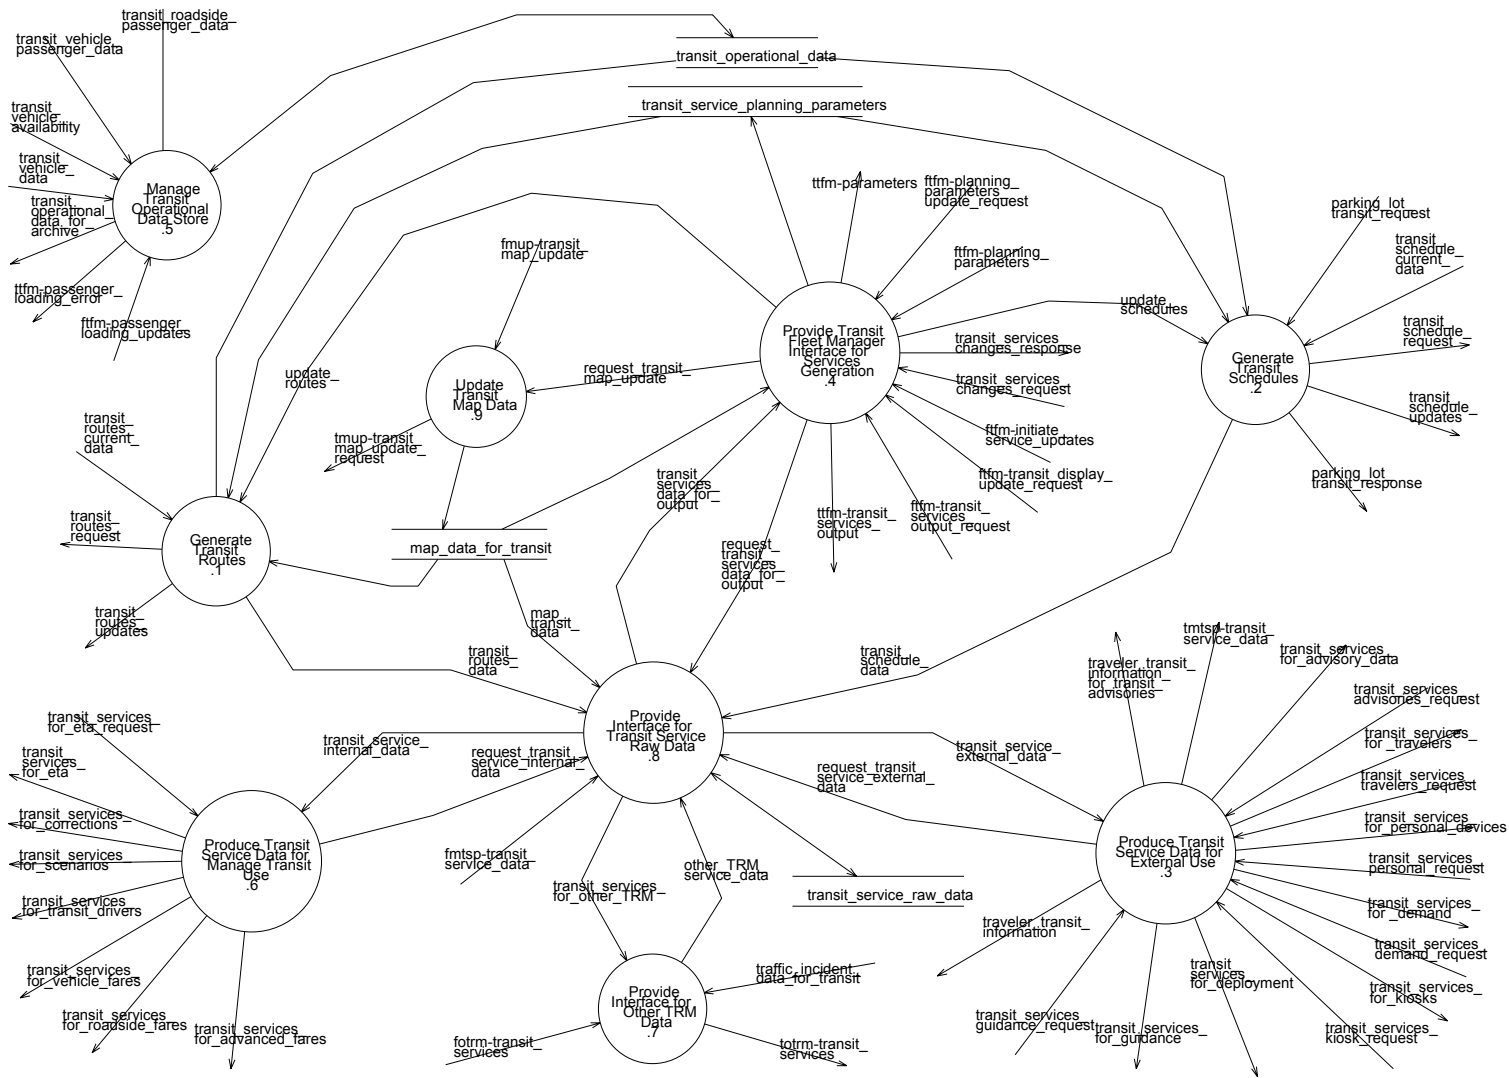 transit_roadside_
passenger_data
transit_vehicle_
passenger_data
transit_
vehicle_
availability
transit_
vehicle_
data
transit_
operational_
data_for_
archive
ttfm-passenger_
loading_error
ftfm-passenger_
loading_updates
Manage
Transit
Operational
Data Store
.5
transit_operational_data
transit_service_planning_parameters
ttfm-parameters
ftfm-planning_
parameters_
update_request
ftfm-planning_
parameters
fmup-transit_
map_update
parking_lot_
transit_request
transit_
schedule_
current_
data
update_
schedules
transit_
schedule_
request_
Provide Transit
Fleet Manager
Interface for
Services
Generation
.4
transit_services_
changes_response
transit_services_
changes_request
Generate
Transit
Schedules
.2
transit_
schedule_
updates
parking_lot_
transit_response
update_
routes
Update
Transit
Map Data
.9
request_transit_
map_update
tmup-transit_
map_update_
request
ftfm-initiate_
service_updates
ftfm-transit_display_
update_request
ftfm-transit_
services_
output_request
ttfm-transit_
services_
output
transit_
services_
data_for_
output
request_
transit_
services_
data_for_
output
transit_
routes_
current_
data
transit_
routes_
request
Generate
Transit
Routes
.1
transit_
routes_
updates
map_data_for_transit
map_
transit_
data
transit_
routes_
data
transit_
schedule_
data
traveler_transit_
information_
for_transit_
advisories
tmtsp-transit_
service_data
transit_services_
for_advisory_data
transit_services_
advisories_request
transit_services_
for_travelers
transit_services_
travelers_request
transit_services_
for_personal_devices
transit_services_
personal_request
transit_services_
for_demand
transit_services_
demand_request
transit_services_
for_kiosks
transit_services_
kiosk_request
transit_
services_
for_deployment
transit_services_
for_guidance
transit_services_
guidance_request
traveler_transit_
information
Produce Transit
Service Data for
External Use
.3
transit_service_
external_data
request_transit_
service_external_
data
Provide
Interface for
Transit Service
Raw Data
.8
transit_service_
internal_data
request_transit_
service_internal_
data
fmtsp-transit_
service_data
transit_services_
for_other_TRM
other_TRM_
service_data
transit_service_raw_data
transit_services_
for_eta_request
transit_
services_
for_eta
transit_services_
for_corrections
transit_services_
for_scenarios
transit_services_
for_transit_drivers
transit_services_
for_vehicle_fares
transit_services_
for_roadside_fares
transit_services_
for_advanced_fares
Produce Transit
Service Data for
Manage Transit
Use
.6
Provide
Interface for
Other TRM
Data
.7
traffic_incident_
data_for_transit
fotrm-transit_
services
totrm-transit_
services